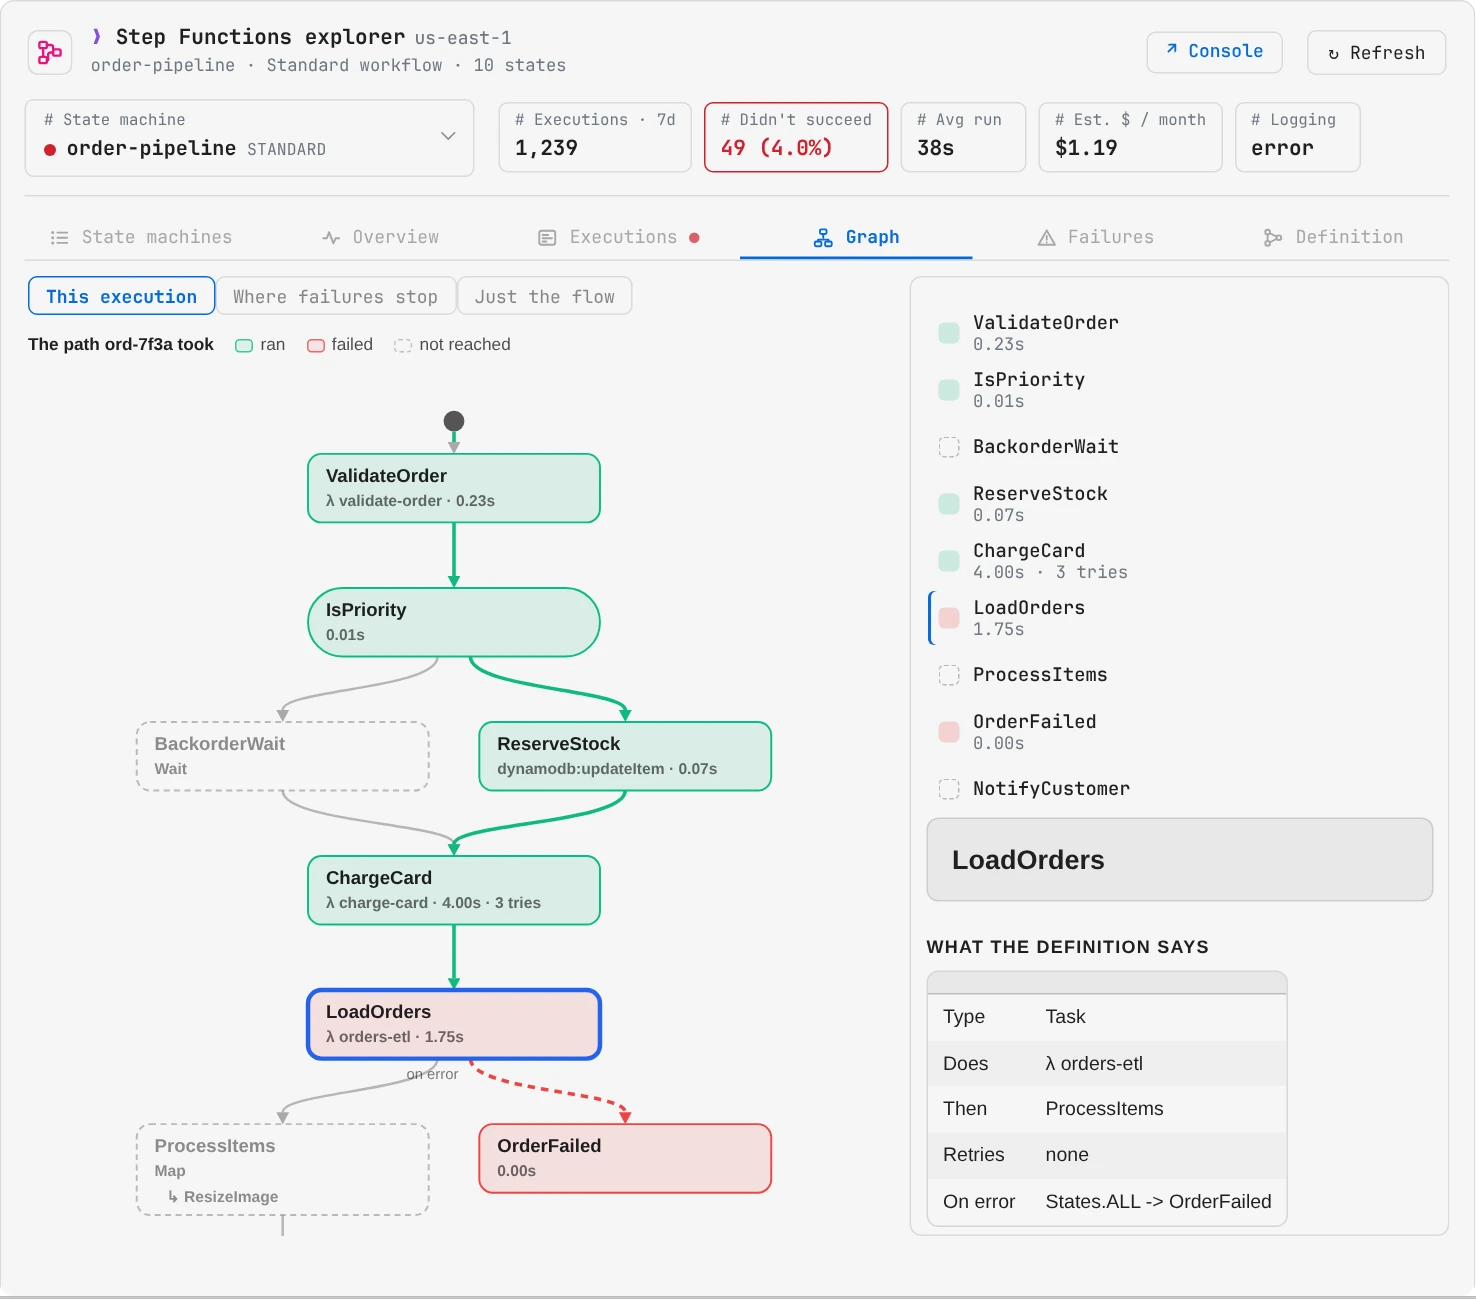 ❫ Step Functions explorer us-east-1
order-pipeline · Standard workflow · 10 states
↗ Console
↻ Refresh
# State machine
order-pipeline STANDARD
# Executions · 7d
1,239
# Didn't succeed
49 (4.0%)
# Avg run
38s
# Est. $ / month
$1.19
# Logging
error
State machines
Overview
Executions
Graph
Failures
Definition
This execution
Where failures stop
Just the flow
The path ord-7f3a took
ran
failed
not reached
ValidateOrder
λ validate-order · 0.23s
IsPriority
0.01s
BackorderWait
Wait
ReserveStock
dynamodb:updateItem · 0.07s
ChargeCard
λ charge-card · 4.00s · 3 tries
LoadOrders
λ orders-etl · 1.75s
on error
ProcessItems
Map
↳ ResizeImage
OrderFailed
0.00s
ValidateOrder
0.23s
IsPriority
0.01s
BackorderWait
ReserveStock
0.07s
ChargeCard
4.00s · 3 tries
LoadOrders
1.75s
ProcessItems
OrderFailed
0.00s
NotifyCustomer
LoadOrders
WHAT THE DEFINITION SAYS
Type Task
Does λ orders-etl
Then ProcessItems
Retries none
On error States.ALL -> OrderFailed